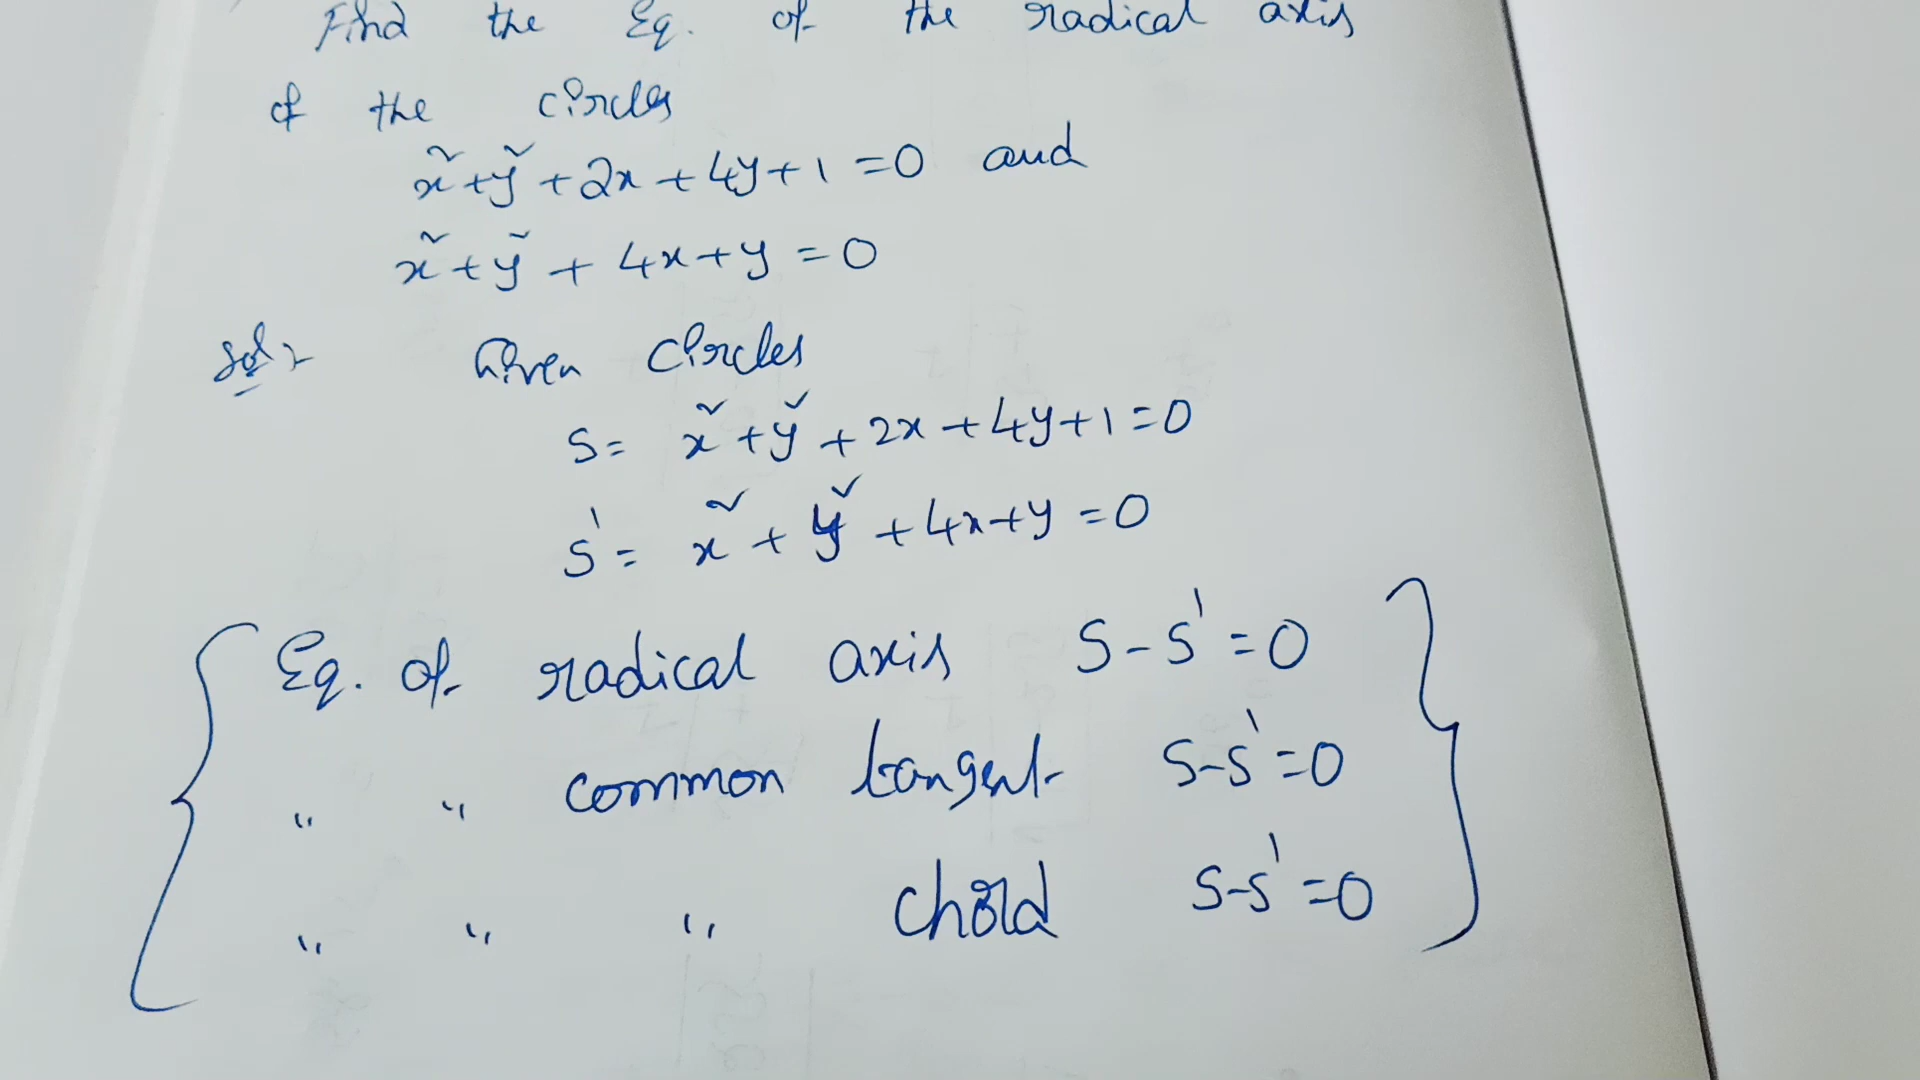 Find the Eq. of the radical axis
of the circles
x²+y²+2x+4y+1=0 and
x²+y²+4x+y=0
Sol:- Given circles
S= x²+y²+2x+4y+1=0
S'= x²+y²+4x+y=0
Eq. of radical axis S-S'=0
" " common tangent S-S'=0
" " " chord S-S'=0